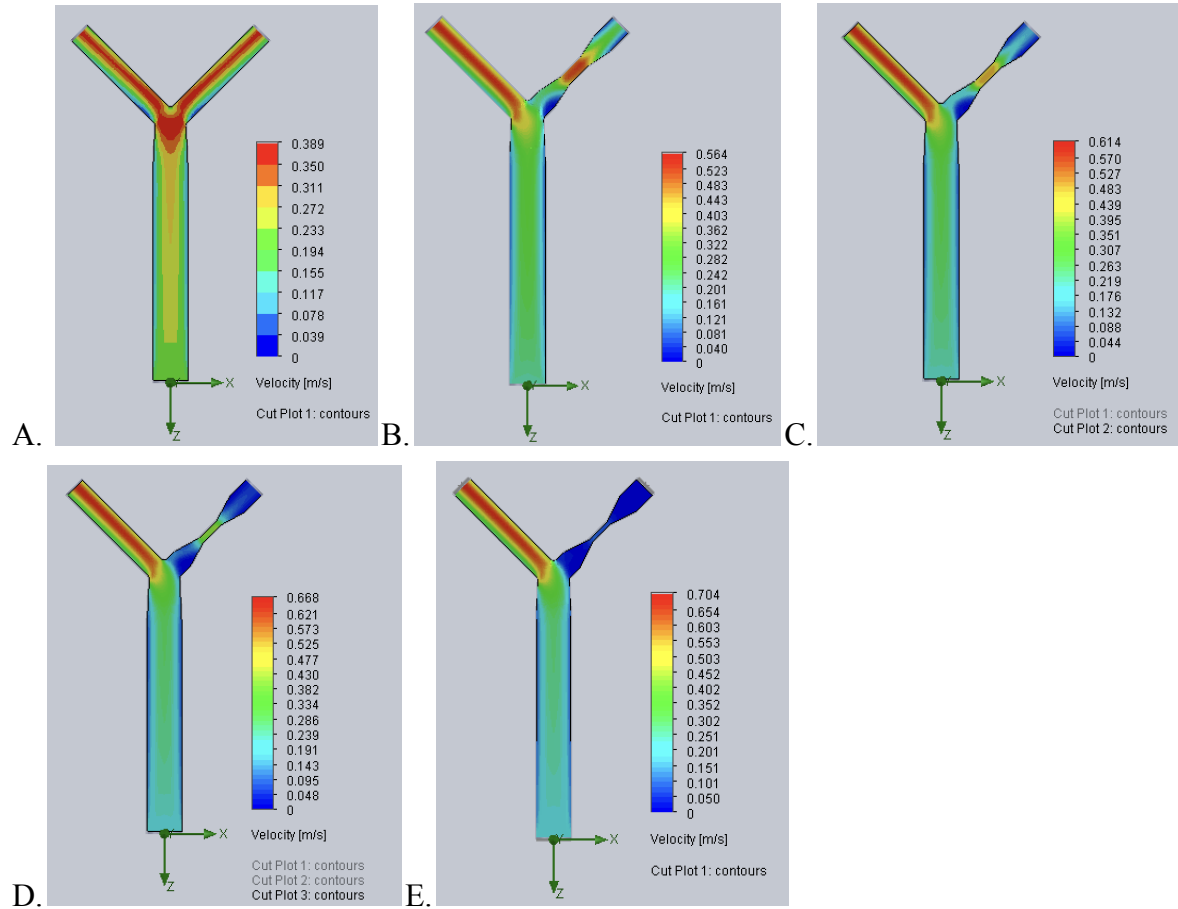 0.389
0.350
0.311
0.272
0.233
0.194
0.155
0.117
0.078
0.039
0
X
Velocity [m/s]
Cut Plot 1: contours
Z
A.
0.564
0.523
0.483
0.443
0.403
0.362
0.322
0.282
0.242
0.201
0.161
0.121
0.081
0.040
0
X
Velocity [m/s]
Cut Plot 1: contours
Z
B.
0.614
0.570
0.527
0.483
0.439
0.395
0.351
0.307
0.263
0.219
0.176
0.132
0.088
0.044
0
X
Velocity [m/s]
Cut Plot 1: contours
Cut Plot 2: contours
Z
C.
0.668
0.621
0.573
0.525
0.477
0.430
0.382
0.334
0.286
0.239
0.191
0.143
0.095
0.048
0
X
Velocity [m/s]
Cut Plot 1: contours
Cut Plot 2: contours
Cut Plot 3: contours
Z
D.
0.704
0.654
0.603
0.553
0.503
0.452
0.402
0.352
0.302
0.251
0.201
0.151
0.101
0.050
0
X
Velocity [m/s]
Cut Plot 1: contours
Z
E.